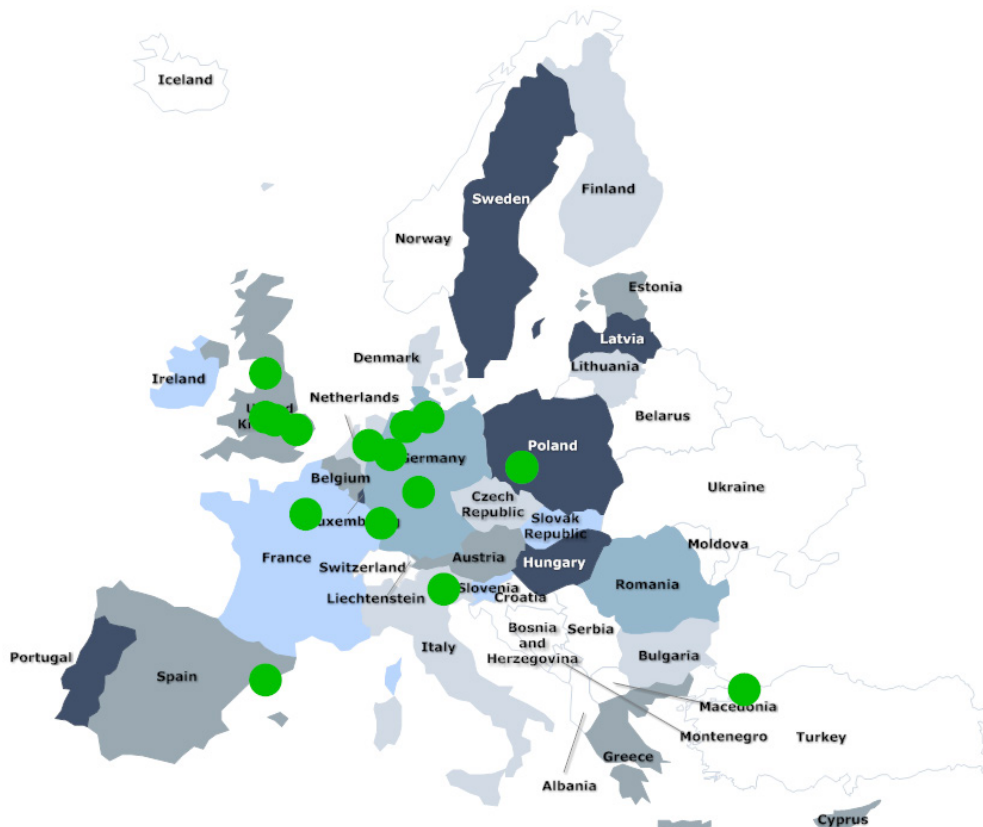 Iceland
Sweden
Finland
Norway
Estonia
Latvia
Denmark
Lithuania
Ireland
Netherlands
Belarus
Poland
Germany
Belgium
Ukraine
Czech
Republic
Slovak
Republic
Moldova
France
Switzerland
Austria
Hungary
Romania
Liechtenstein
Slovenia
Croatia
Bosnia
and
Herzegovina
Serbia
Portugal
Spain
Italy
Bulgaria
Macedonia
Montenegro
Turkey
Greece
Albania
Cyprus